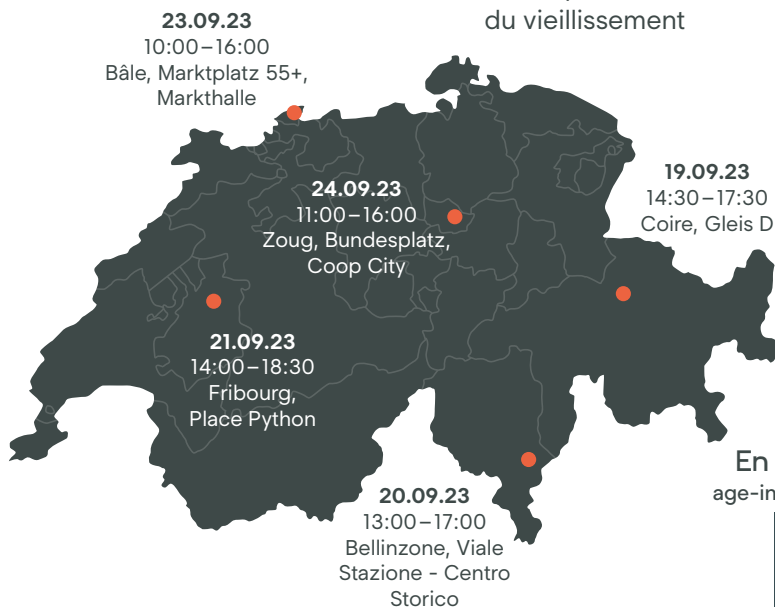 du vieillissement
23.09.23
10:00–16:00
Bâle, Marktplatz 55+,
Markthalle
19.09.23
14:30–17:30
Coire, Gleis D
24.09.23
11:00–16:00
Zoug, Bundesplatz,
Coop City
21.09.23
14:00–18:30
Fribourg,
Place Python
20.09.23
13:00–17:00
Bellinzone, Viale
Stazione - Centro
Storico
En
age-in